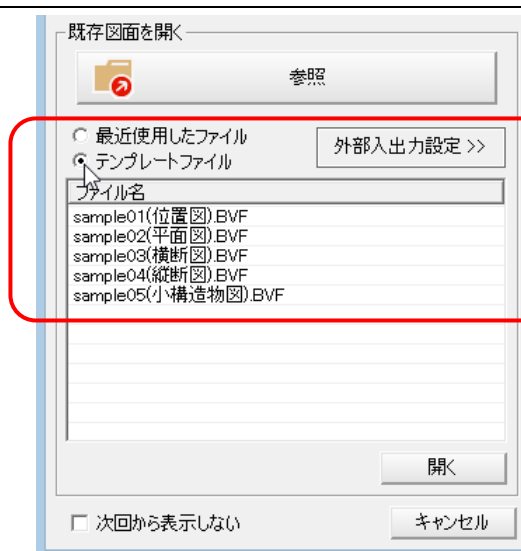 既存図面を開く
参照
最近使用したファイル
テンプレートファイル
外部入出力設定 >>
ファイル名
sample01(位置図).BVF
sample02(平面図).BVF
sample03(横断図).BVF
sample04(縦断図).BVF
sample05(小構造物図).BVF
開く
次回から表示しない
キャンセル